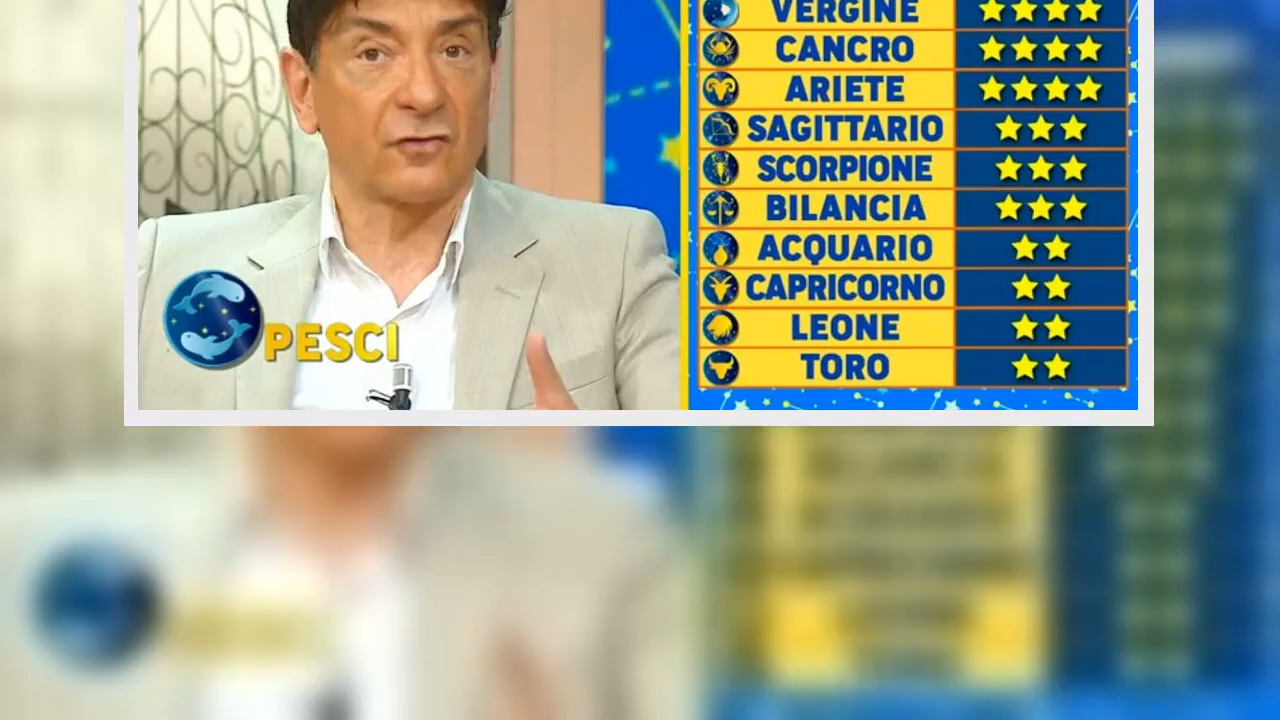 VERGINE
CANCRO
ARIETE
SAGITTARIO
SCORPIONE
BILANCIA
ACQUARIO
CAPRICORNO
LEONE
TORO
PESCI